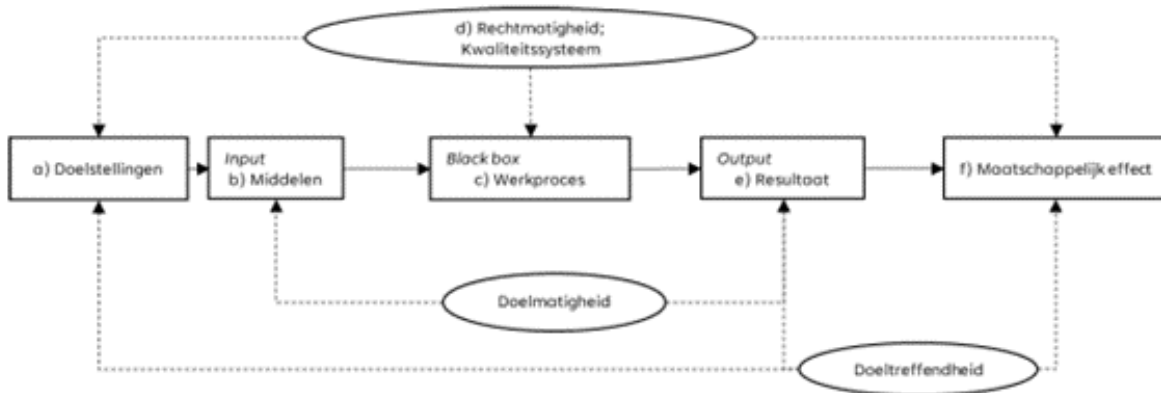 d) Rechtmatigheid;
Kwaliteitssysteem
a) Doelstellingen
Input
b) Middelen
Black box
c) Werkproces
Output
e) Resultaat
f) Maatschappelijk effect
Doelmatigheid
Doeltreffendheid